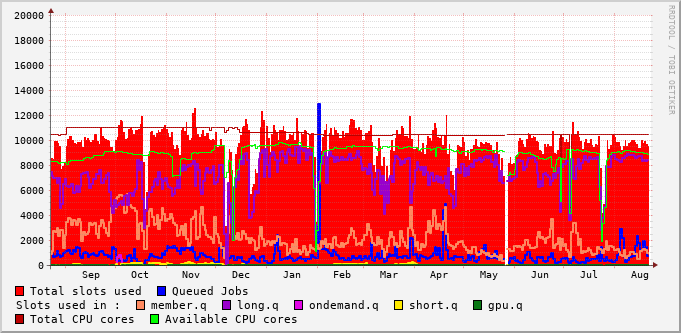 20000
18000
16000
14000
12000
10000
8000
6000
4000
2000
0
Sep Oct Nov Dec Jan Feb Mar Apr May Jun Jul Aug
Total slots used Queued Jobs
Slots used in : member.q long.q ondemand.q short.q gpu.q
Total CPU cores Available CPU cores
RRDTOOL / TOBI OETIKER